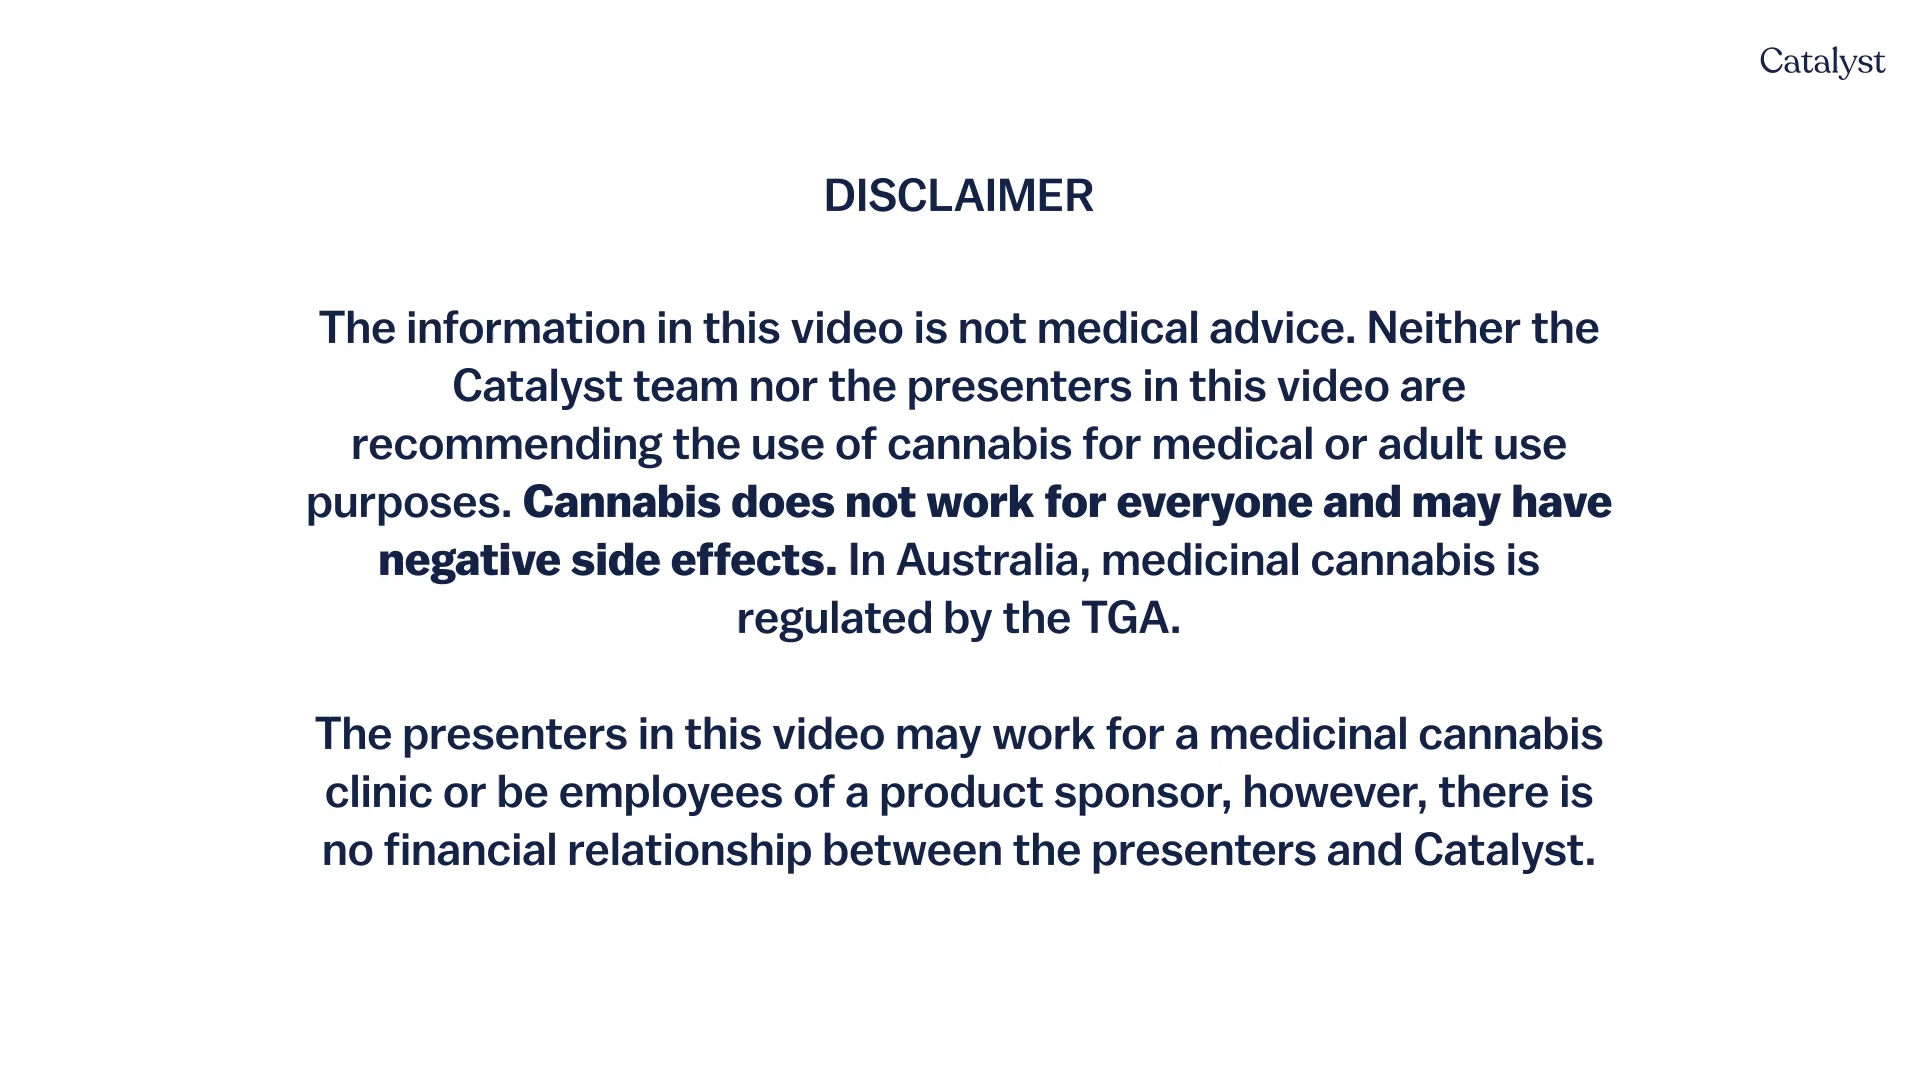 Catalyst
DISCLAIMER
The information in this video is not medical advice. Neither the
Catalyst team nor the presenters in this video are
recommending the use of cannabis for medical or adult use
purposes. Cannabis does not work for everyone and may have
negative side effects. In Australia, medicinal cannabis is
regulated by the TGA.
The presenters in this video may work for a medicinal cannabis
clinic or be employees of a product sponsor, however, there is
no financial relationship between the presenters and Catalyst.